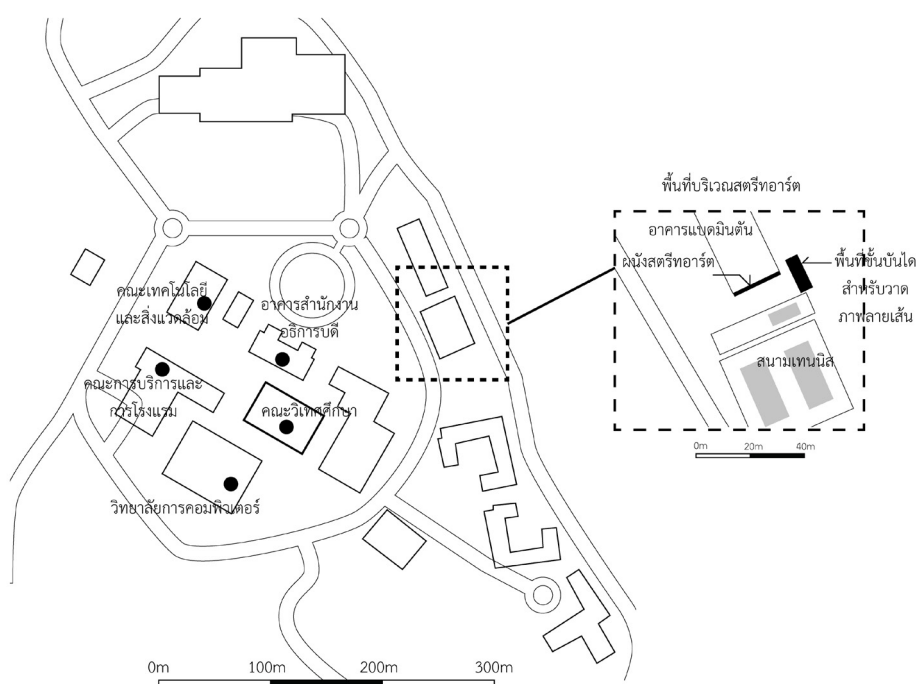 พื้นที่บริเวณสตรีทอาร์ต
อาคารแบดมินตัน
ผนังสตรีทอาร์ต
พื้นที่ขั้นบันได
สำหรับวาด
ภาพลายเส้น
สนามเทนนิส
0m 20m 40m
คณะเทคโนโลยี
และสิ่งแวดล้อม
อาคารสำนักงาน
อธิการบดี
คณะการบริการและ
การโรงแรม
คณะวิเทศศึกษา
วิทยาลัยการคอมพิวเตอร์
0m 100m 200m 300m